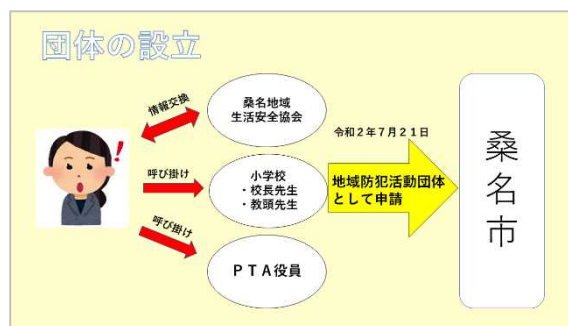 団体の設立
情報交換
桑名地域
生活安全協会
令和2年7月21日
呼び掛け
小学校
・校長先生
・教頭先生
地域防犯活動団体
として申請
桑名市
呼び掛け
PTA役員